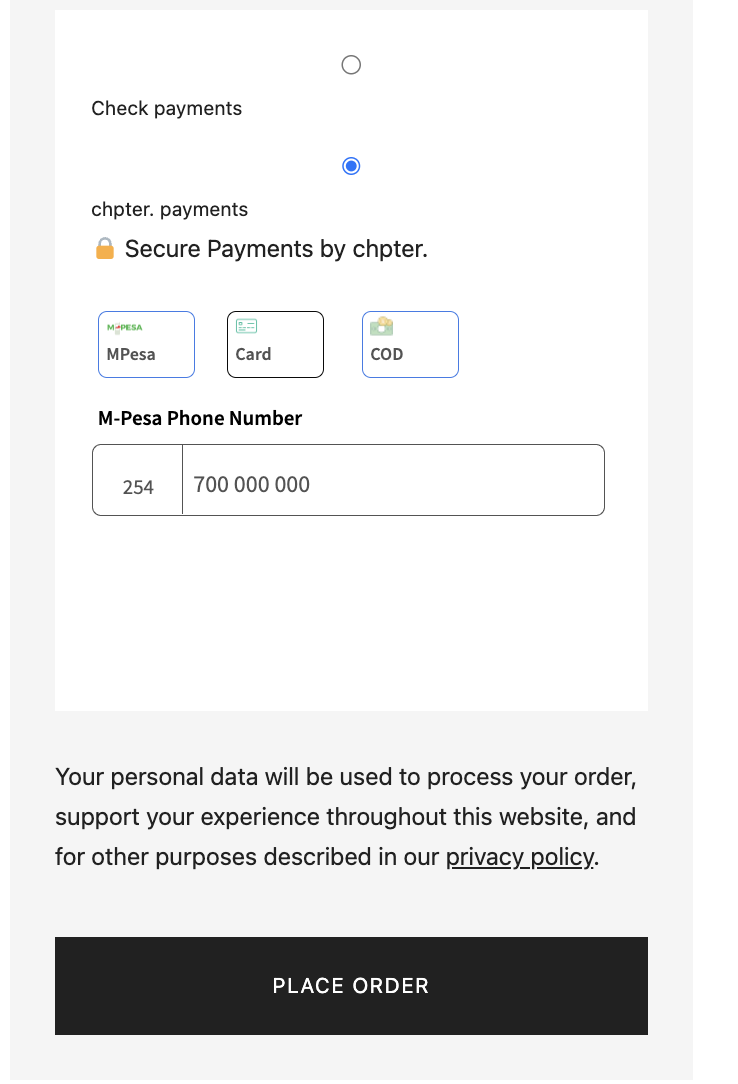 Check payments
chpter. payments
Secure Payments by chpter.
M-PESA
MPesa Card COD
M-Pesa Phone Number
254 700 000 000
Your personal data will be used to process your order,
support your experience throughout this website, and
for other purposes described in our privacy policy.
PLACE ORDER